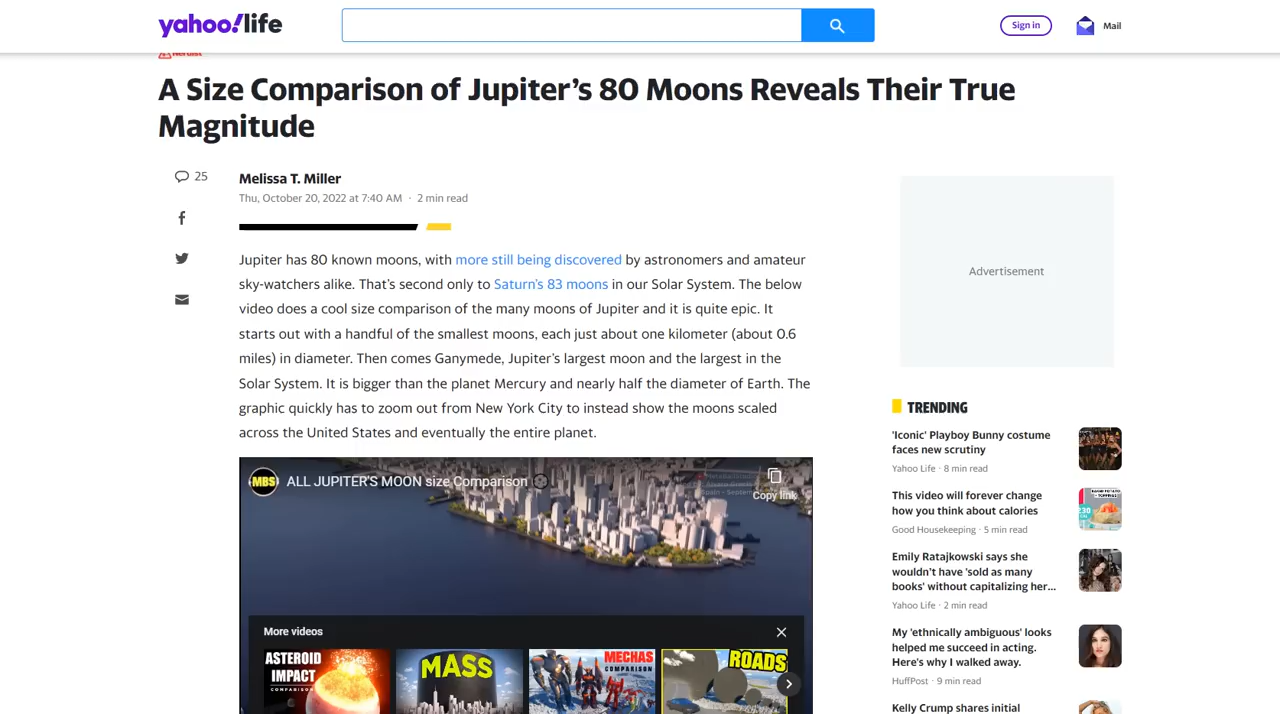 yahoo!life
Sign in
Mail
A Size Comparison of Jupiter's 80 Moons Reveals Their True
Magnitude
25
Melissa T. Miller
Thu, October 20, 2022 at 7:40 AM · 2 min read
Jupiter has 80 known moons, with more still being discovered by astronomers and amateur
sky-watchers alike. That's second only to Saturn's 83 moons in our Solar System. The below
video does a cool size comparison of the many moons of Jupiter and it is quite epic. It
starts out with a handful of the smallest moons, each just about one kilometer (about 0.6
miles) in diameter. Then comes Ganymede, Jupiter's largest moon and the largest in the
Solar System. It is bigger than the planet Mercury and nearly half the diameter of Earth. The
graphic quickly has to zoom out from New York City to instead show the moons scaled
across the United States and eventually the entire planet.
MBS
ALL JUPITER'S MOON size Comparison
Copy link
More videos
ASTEROID
IMPACT
COMPARISON
MASS
MECHAS
COMPARISON
ROADS
Advertisement
TRENDING
'Iconic' Playboy Bunny costume
faces new scrutiny
Yahoo Life · 8 min read
This video will forever change
how you think about calories
Good Housekeeping · 5 min read
Emily Ratajkowski says she
wouldn't have 'sold as many
books' without capitalizing her...
Yahoo Life · 2 min read
My 'ethnically ambiguous' looks
helped me succeed in acting.
Here's why I walked away.
HuffPost · 9 min read
Kelly Crump shares initial